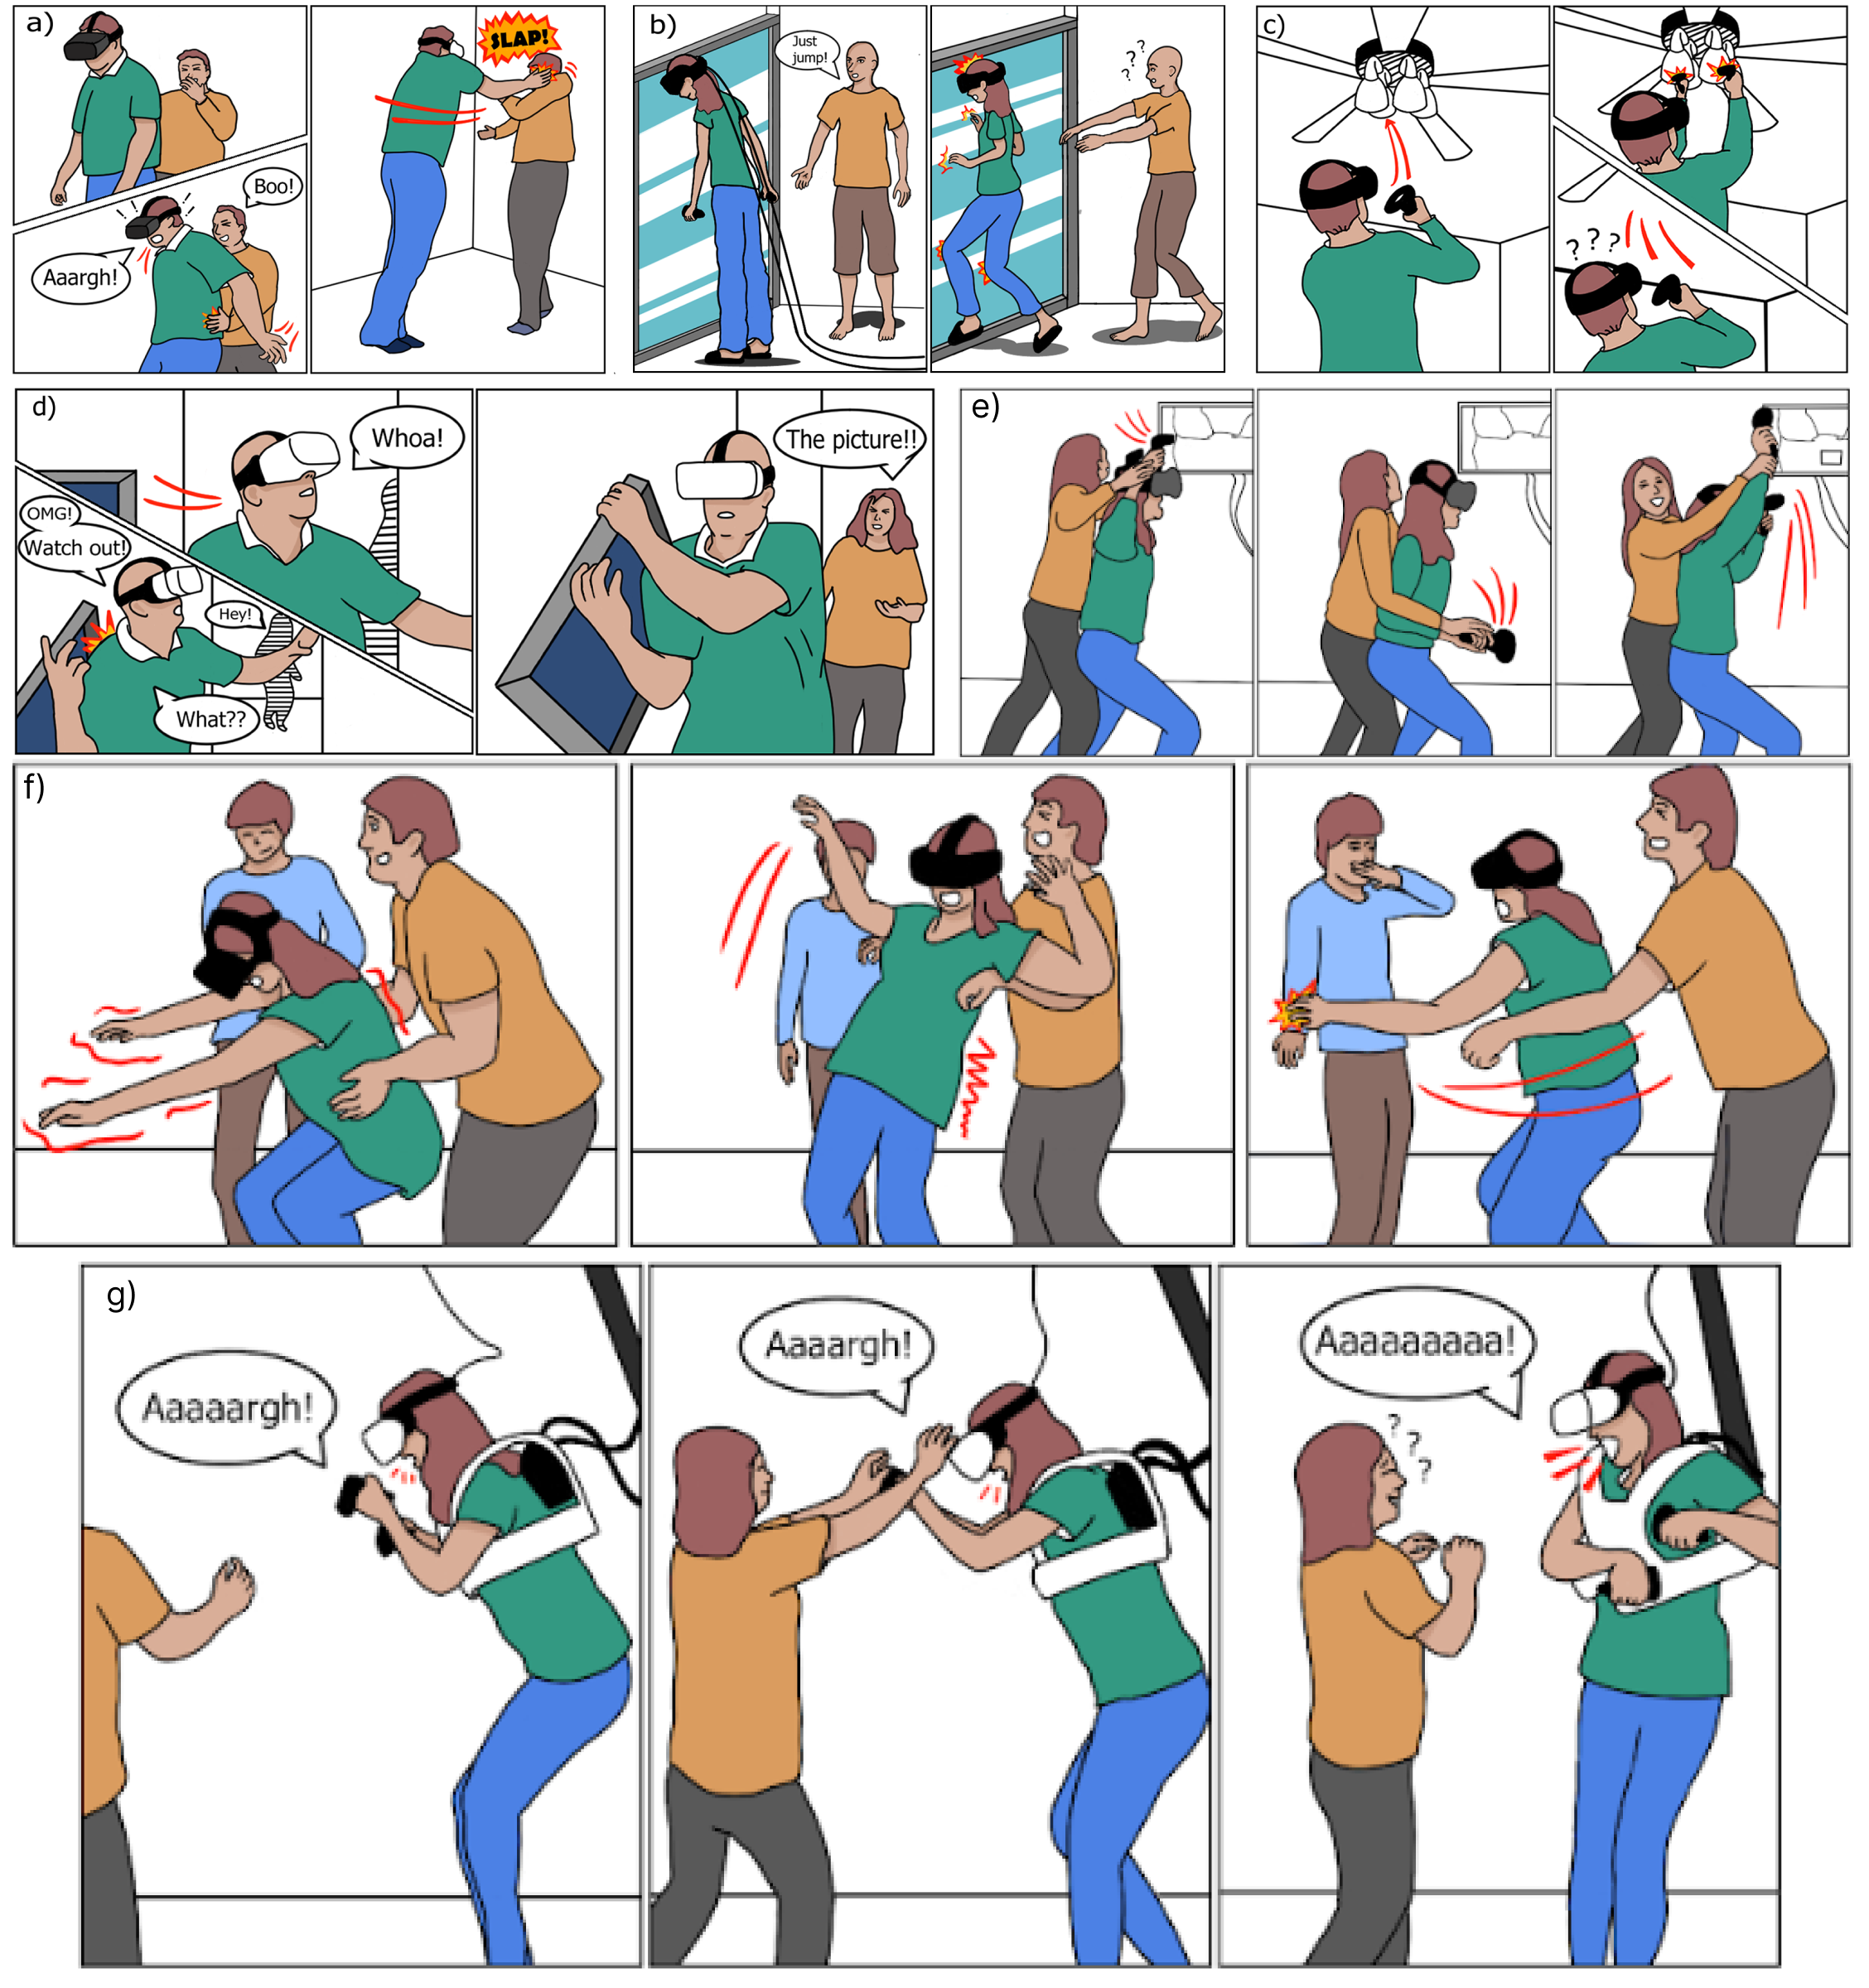 a)
SLAP!
Boo!
Aaargh!
b)
Just
jump!
? ? ?
c)
? ? ?
d)
Whoa!
OMG!
Watch out!
Hey!
What??
The picture!!
e)
f)
g)
Aaaaargh!
Aaaargh!
Aaaaaaaaa!
?
?
?